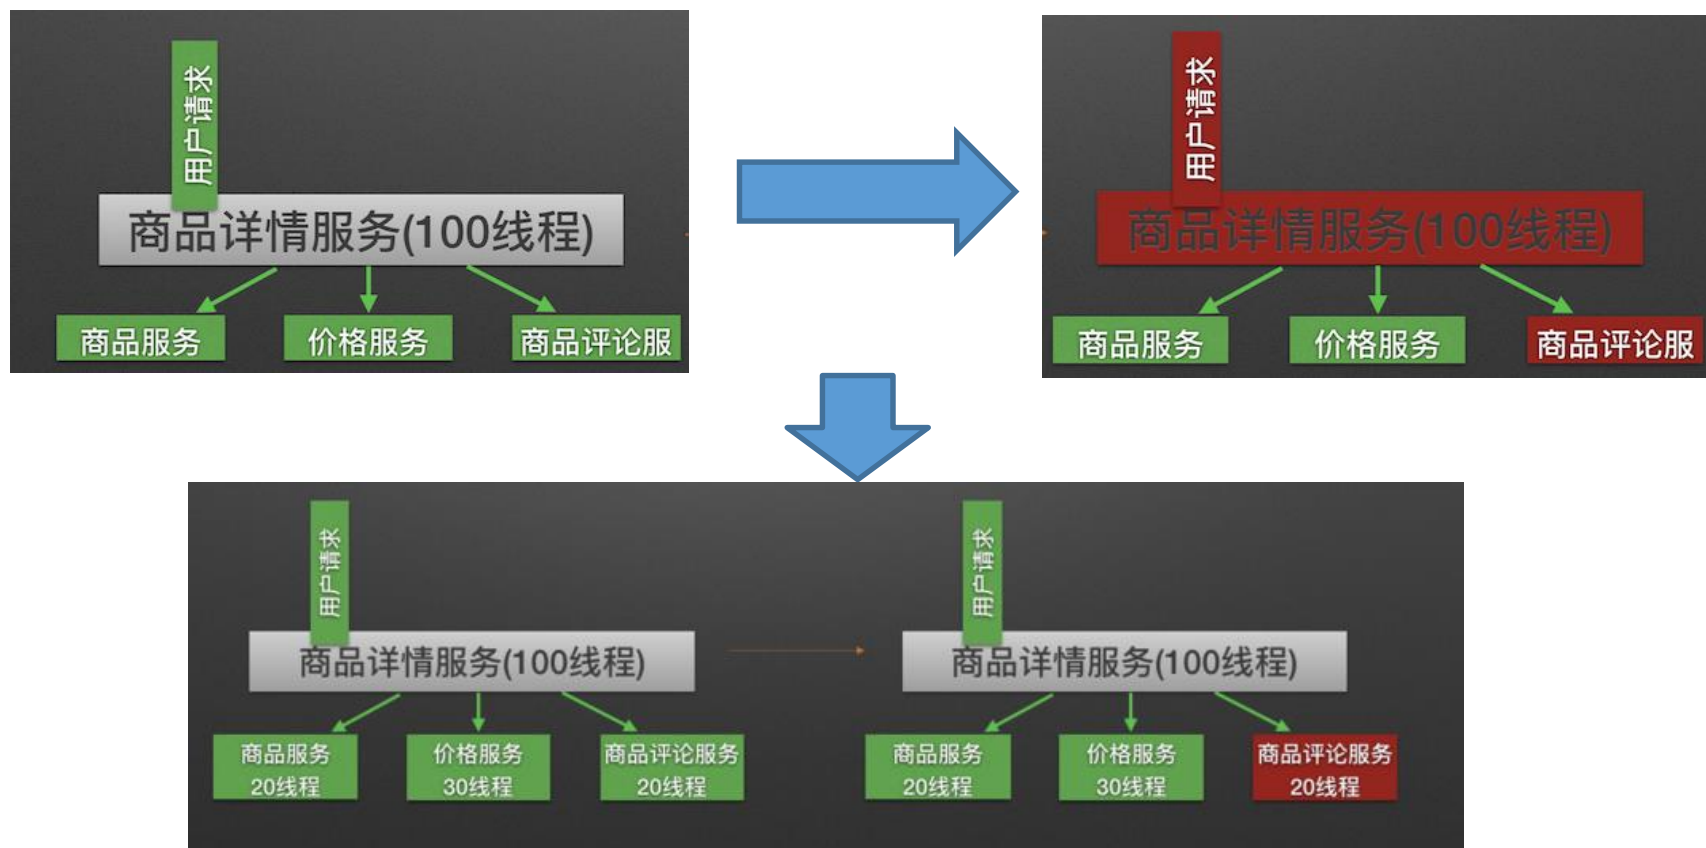 用户请求
商品详情服务(100线程)
商品服务
价格服务
商品评论服
用户请求
商品详情服务(100线程)
商品服务
价格服务
商品评论服
用户请求
商品详情服务(100线程)
商品服务
20线程
价格服务
30线程
商品评论服务
20线程
用户请求
商品详情服务(100线程)
商品服务
20线程
价格服务
30线程
商品评论服务
20线程